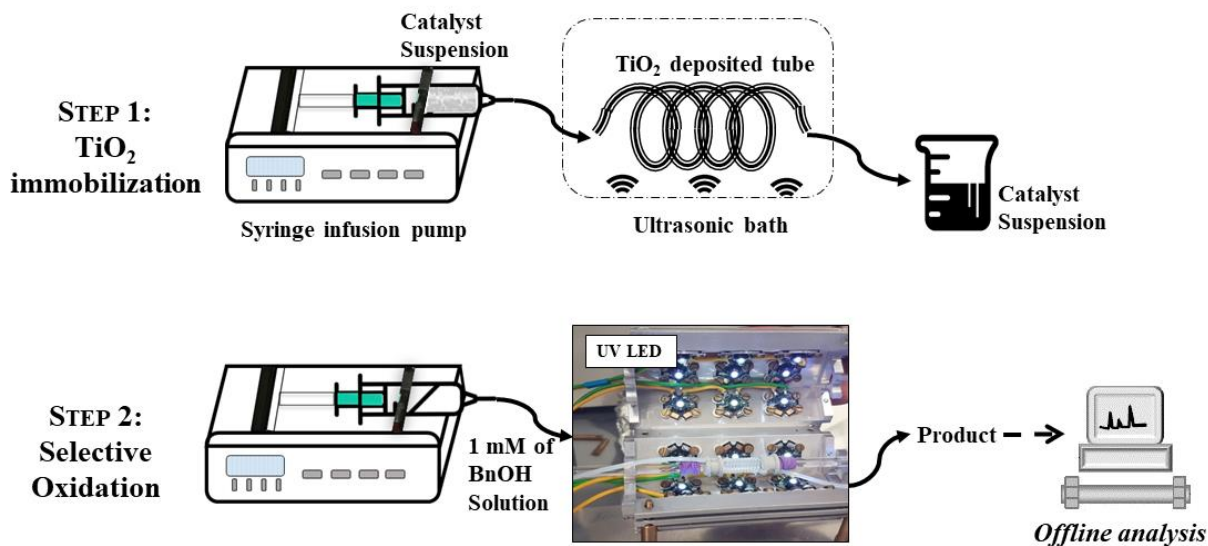 Catalyst
Suspension
TiO₂ deposited tube
STEP 1:
TiO₂
immobilization
Catalyst
Suspension
Syringe infusion pump
Ultrasonic bath
UV LED
STEP 2:
Selective
Oxidation
1 mM of
BnOH
Solution
Product
Offline analysis